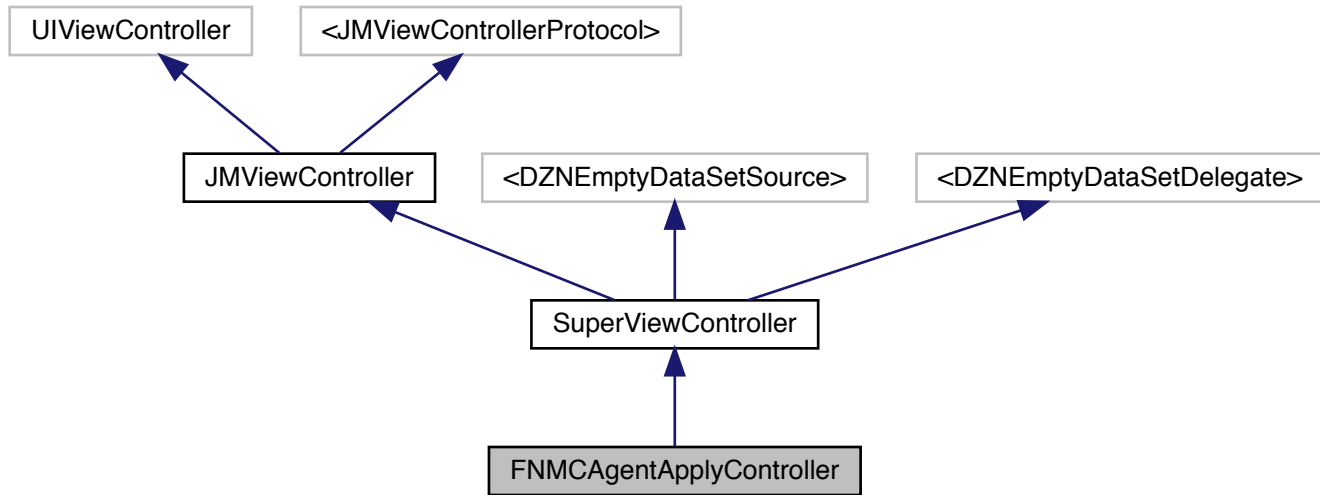 UIViewController
<JMViewControllerProtocol>
JMViewController
<DZNEmptyDataSetSource>
<DZNEmptyDataSetDelegate>
SuperViewController
FNMCAgentApplyController